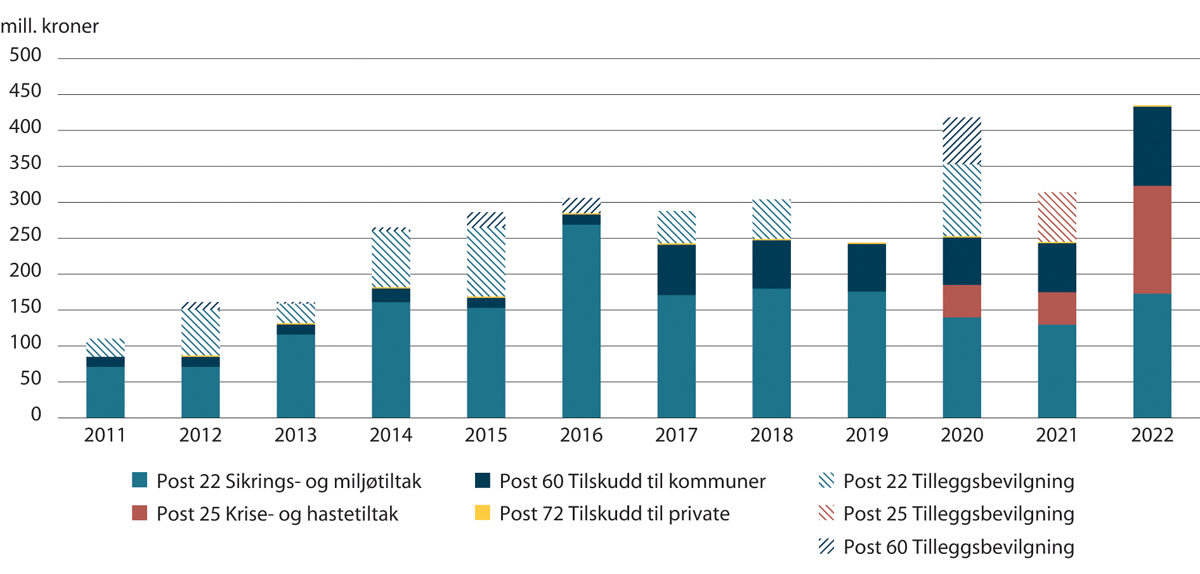 mill. kroner
500
450
400
350
300
250
200
150
100
50
0
2011 2012 2013 2014 2015 2016 2017 2018 2019 2020 2021 2022
Post 22 Sikrings- og miljøtiltak Post 60 Tilskudd til kommuner Post 22 Tilleggsbevilgning
Post 25 Krise- og hastetiltak Post 72 Tilskudd til private Post 25 Tilleggsbevilgning
Post 60 Tilleggsbevilgning